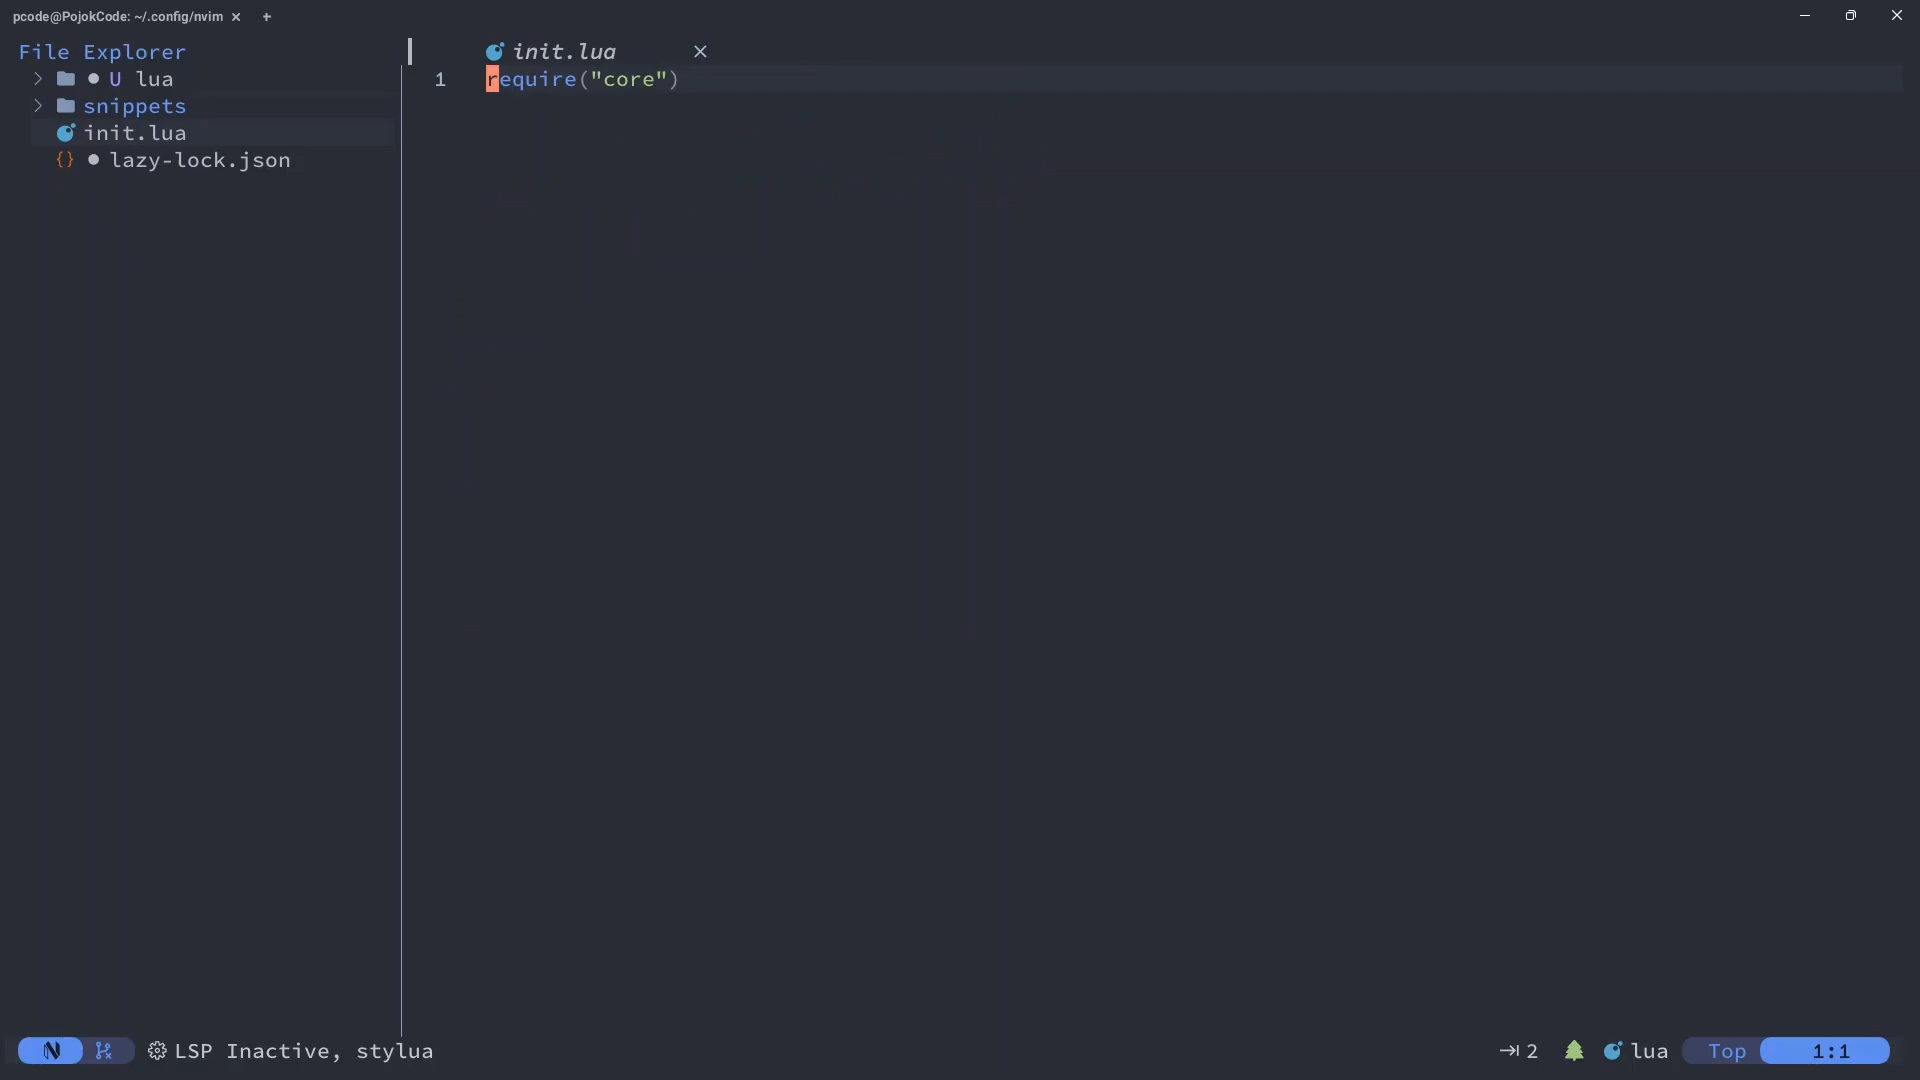 pcode@PojokCode: ~/.config/nvim × +
File Explorer
U lua
snippets
init.lua
{} lazy-lock.json
init.lua ×
1 require("core")
LSP Inactive, stylua
2 lua Top 1:1